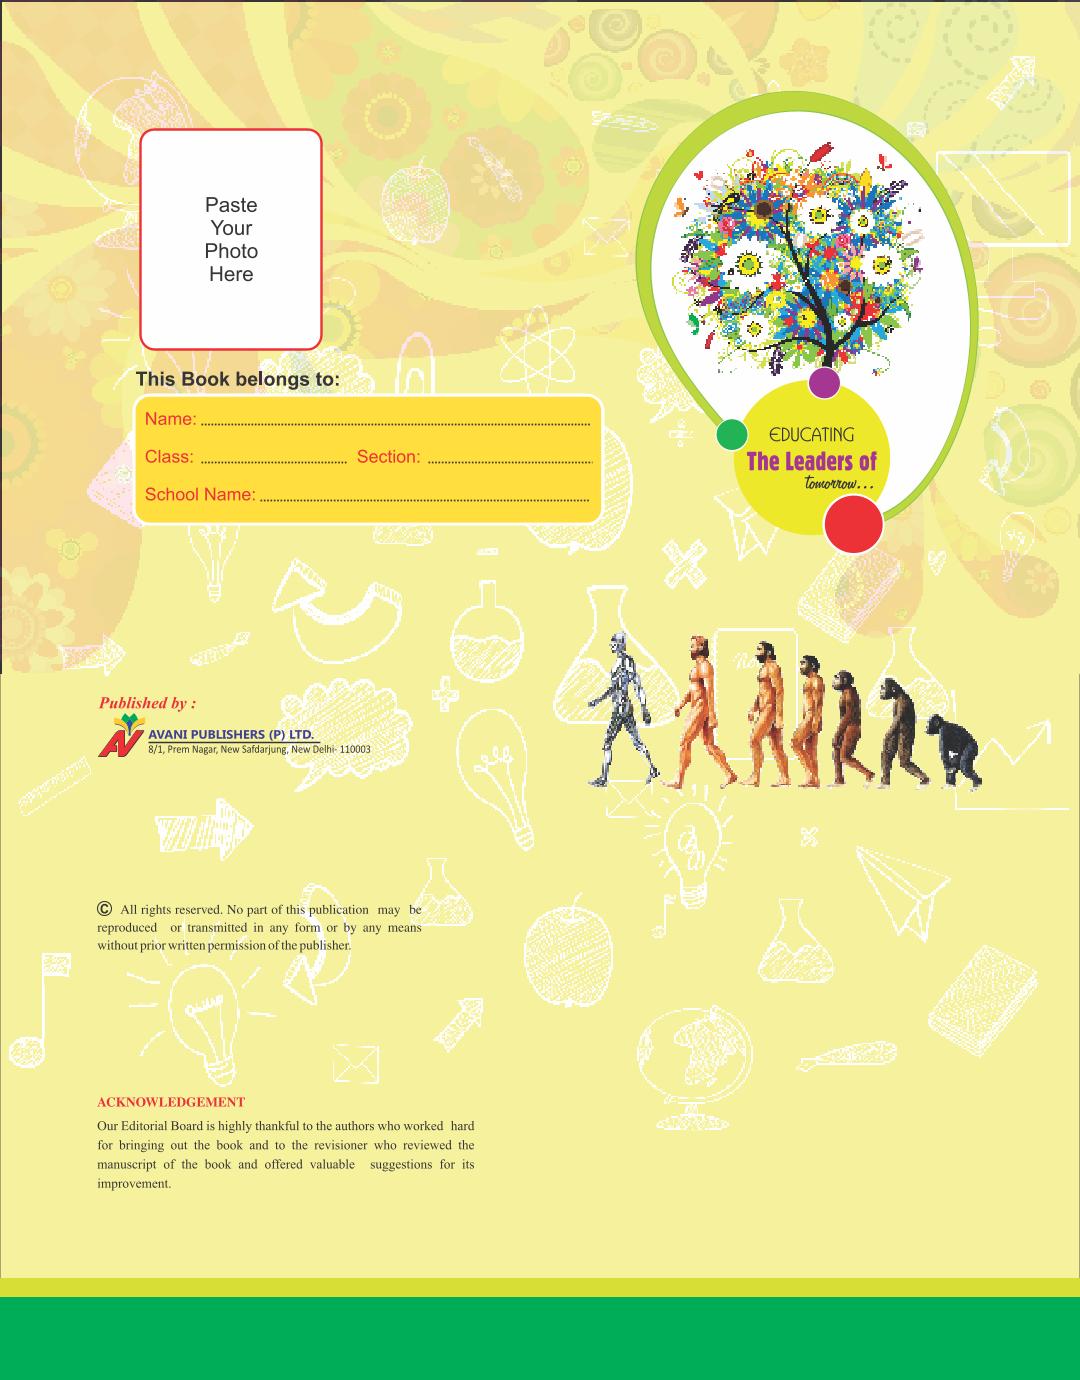 Paste
Your
Photo
Here
This Book belongs to:
Name:
Class: Section:
School Name:
EDUCATING
The Leaders of
tomorrow...
Published by :
AVANI PUBLISHERS (P) LTD.
8/1, Prem Nagar, New Safdarjung, New Delhi- 110003
© All rights reserved. No part of this publication may be
reproduced or transmitted in any form or by any means
without prior written permission of the publisher.
ACKNOWLEDGEMENT
Our Editorial Board is highly thankful to the authors who worked hard
for bringing out the book and to the revisioner who reviewed the
manuscript of the book and offered valuable suggestions for its
improvement.